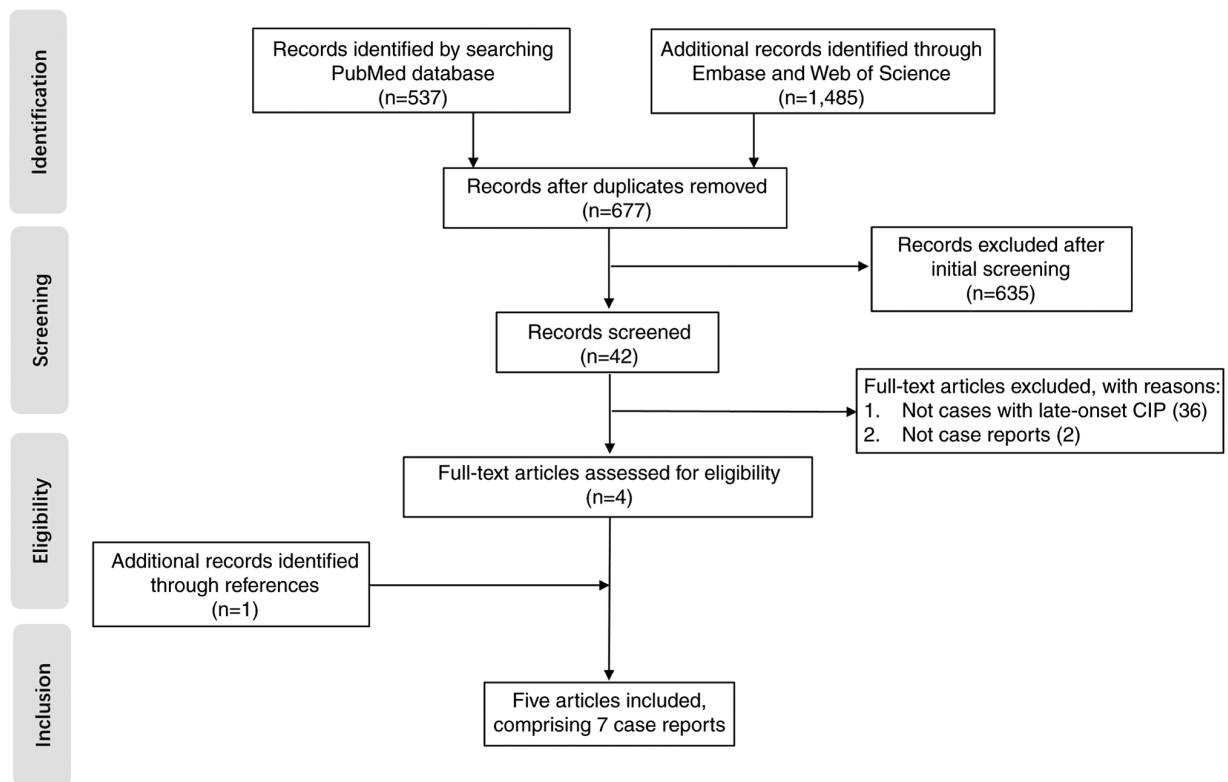 Identification
Records identified by searching
PubMed database
(n=537)
Additional records identified through
Embase and Web of Science
(n=1,485)
Records after duplicates removed
(n=677)
Screening
Records excluded after
initial screening
(n=635)
Records screened
(n=42)
Full-text articles excluded, with reasons:
1. Not cases with late-onset CIP (36)
2. Not case reports (2)
Eligibility
Full-text articles assessed for eligibility
(n=4)
Additional records identified
through references
(n=1)
Inclusion
Five articles included,
comprising 7 case reports